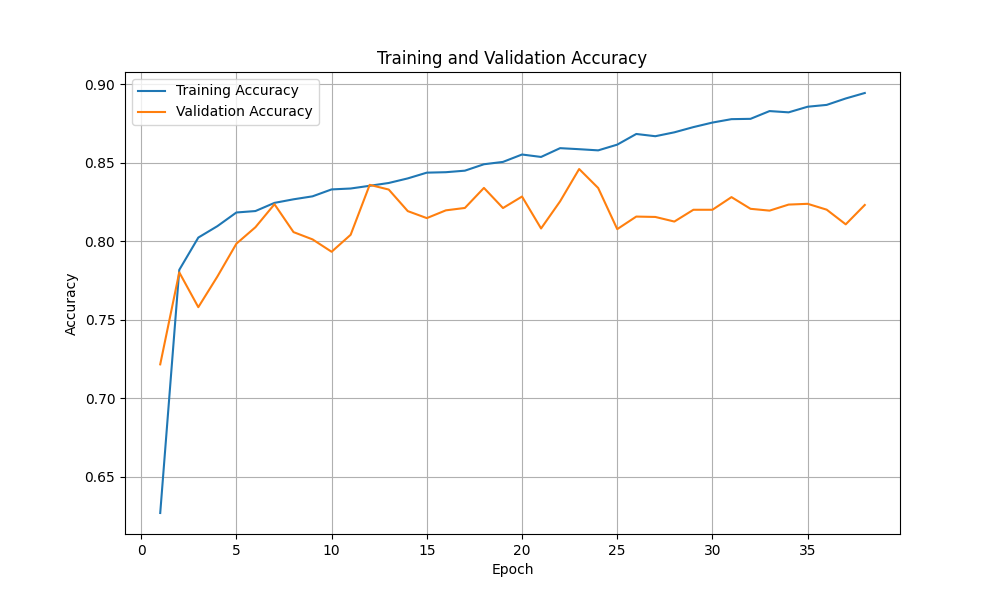 Training and Validation Accuracy
Training Accuracy
Validation Accuracy
0.90
0.85
0.80
0.75
0.70
0.65
Accuracy
0 5 10 15 20 25 30 35
Epoch